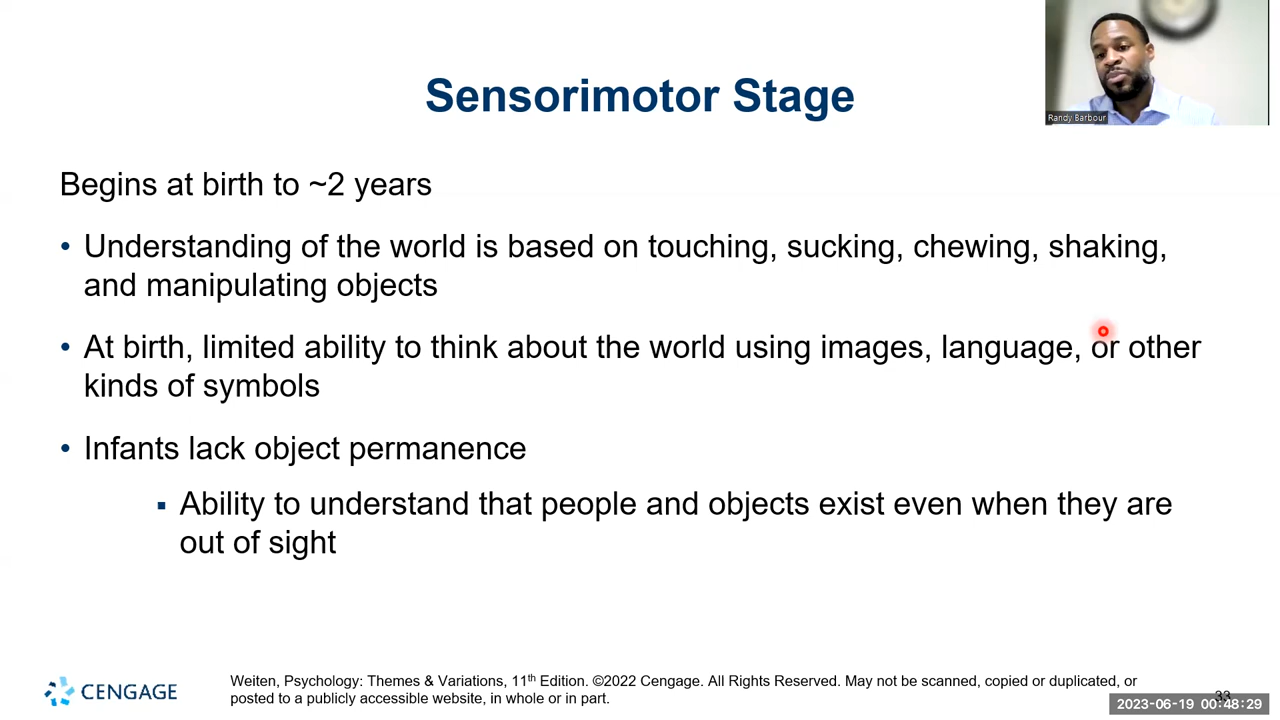 Sensorimotor Stage
Randy Barbour
Begins at birth to ~2 years
• Understanding of the world is based on touching, sucking, chewing, shaking,
and manipulating objects
• At birth, limited ability to think about the world using images, language, or other
kinds of symbols
• Infants lack object permanence
▪ Ability to understand that people and objects exist even when they are
out of sight
CENGAGE
Weiten, Psychology: Themes & Variations, 11th Edition. ©2022 Cengage. All Rights Reserved. May not be scanned, copied or duplicated, or
posted to a publicly accessible website, in whole or in part.
33
2023-06-19 00:48:29